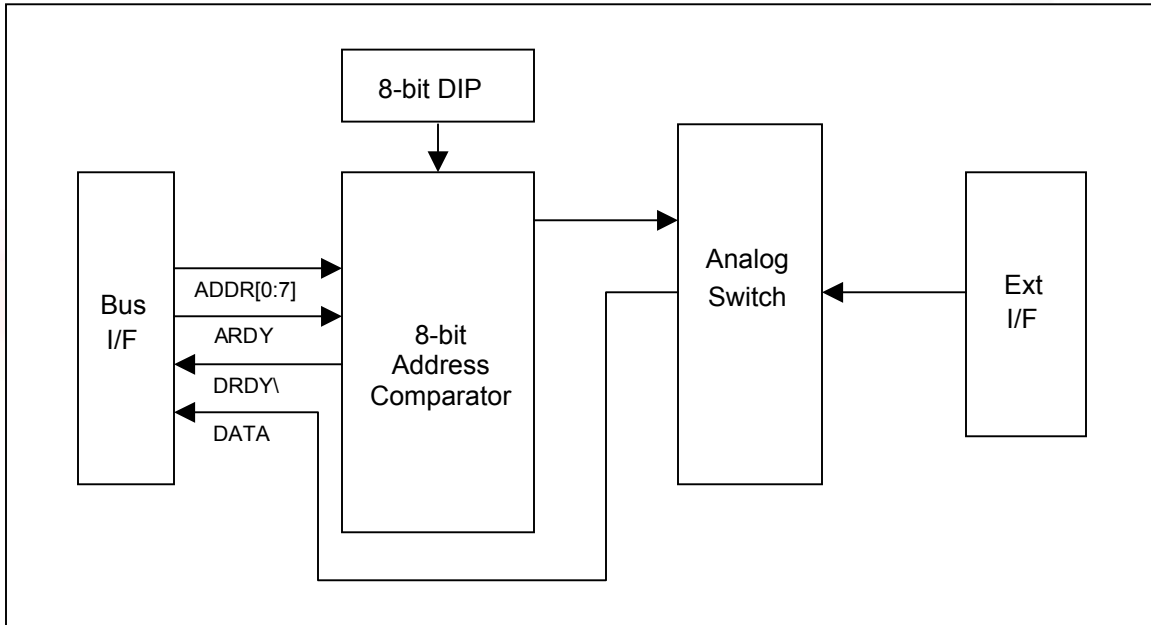 8-bit DIP
Bus
I/F
ADDR[0:7]
ARDY
DRDY\
DATA
8-bit
Address
Comparator
Analog
Switch
Ext
I/F